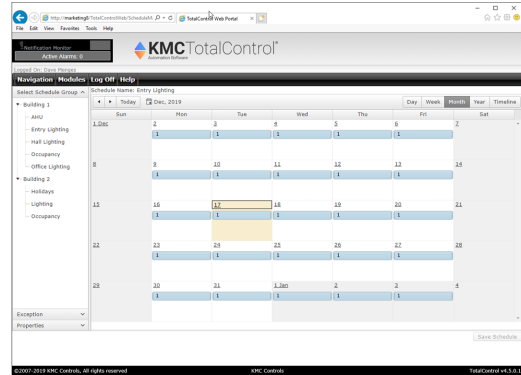 http://marketing8/TotalControlWeb/ScheduleM
TotalControl Web Portal
File Edit View Favorites Tools Help
Notification Monitor
Active Alarms: 0
KMC TotalControl
Automation Software
Logged On: Dave Menges
Navigation Modules Log Off Help
Select Schedule Group
Schedule Name: Entry Lighting
Today Dec, 2019 Day Week Month Year Timeline
Building 1
AHU
Entry Lighting
Hall Lighting
Occupancy
Office Lighting
Building 2
Holidays
Lighting
Occupancy
Sun Mon Tue Wed Thu Fri Sat
1 Dec 2 3 4 5 6 7
1 1 1 1 1
8 9 10 11 12 13 14
1 1 1 1 1
15 16 17 18 19 20 21
1 1 1 1 1
22 23 24 25 26 27 28
1 1 1 1 1
29 30 31 1 Jan 2 3 4
1 1 1 1 1
Exception
Properties
Save Schedule
©2007-2019 KMC Controls, All rights reserved KMC Controls TotalControl v4.5.0.1